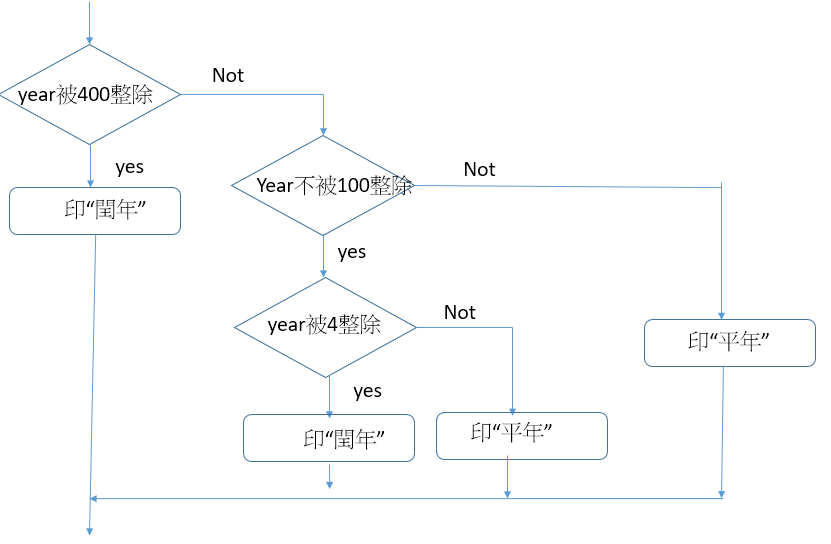 Not
year被400整除
yes
Not
Year不被100整除
印“閏年”
yes
Not
year被4整除
印“平年”
yes
印“閏年”
印“平年”